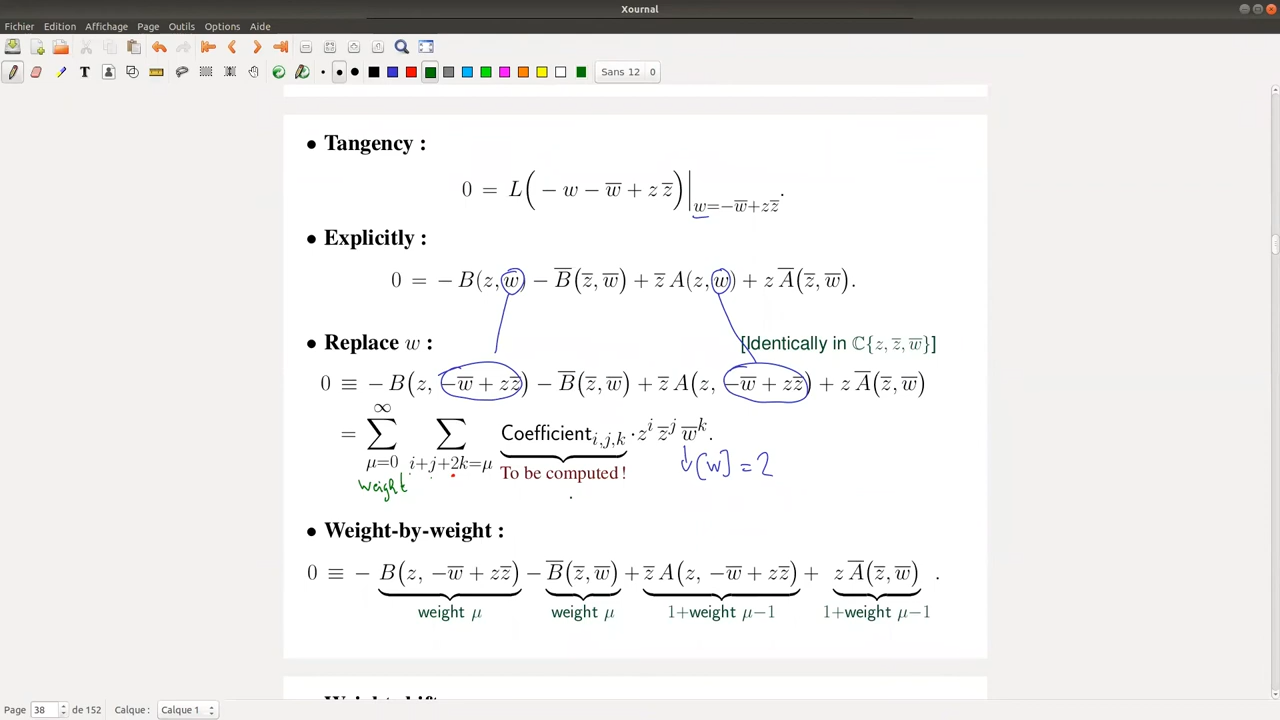 Xournal
Fichier Edition Affichage Page Outils Options Aide
Sans 12 0
• Tangency :
0 = L( − w − w̅ + z z̅ )|_{w=−w̅+zz̅}.
• Explicitly :
0 = − B(z, w) − B̅(z̅, w̅) + z̅ A(z, w) + z A̅(z̅, w̅).
• Replace w : [Identically in ℂ{z, z̅, w̅}]
0 ≡ − B(z, −w̅ + zz̅) − B̅(z̅, w̅) + z̅ A(z, −w̅ + zz̅) + z A̅(z̅, w̅)
= ∑_{μ=0}^{∞} ∑_{i+j+2k=μ} Coefficient_{i,j,k} · z^i z̅^j w̅^k.
To be computed !
[w] = 2
weight
• Weight-by-weight :
0 ≡ − B(z, −w̅ + zz̅) − B̅(z̅, w̅) + z̅ A(z, −w̅ + zz̅) + z A̅(z̅, w̅) .
weight μ weight μ 1+weight μ−1 1+weight μ−1
Page 38 de 152 Calque : Calque 1